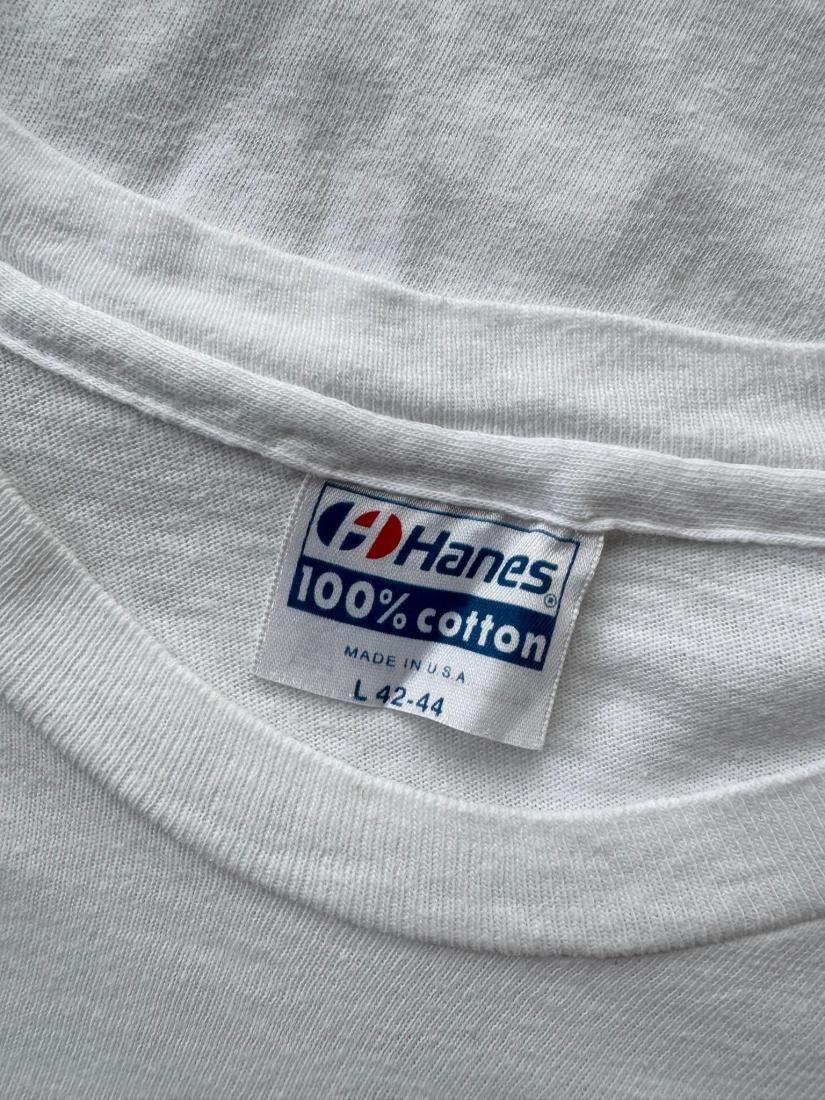 Hanes®
100% cotton
MADE IN U.S.A.
L 42-44